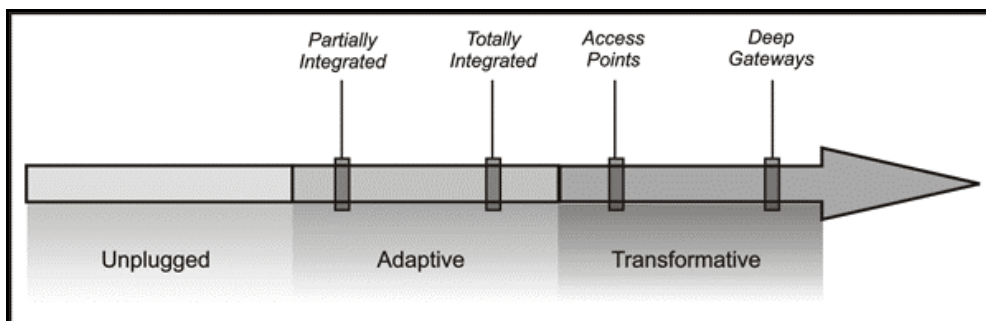 Partially
Integrated
Totally
Integrated
Access
Points
Deep
Gateways
Unplugged
Adaptive
Transformative